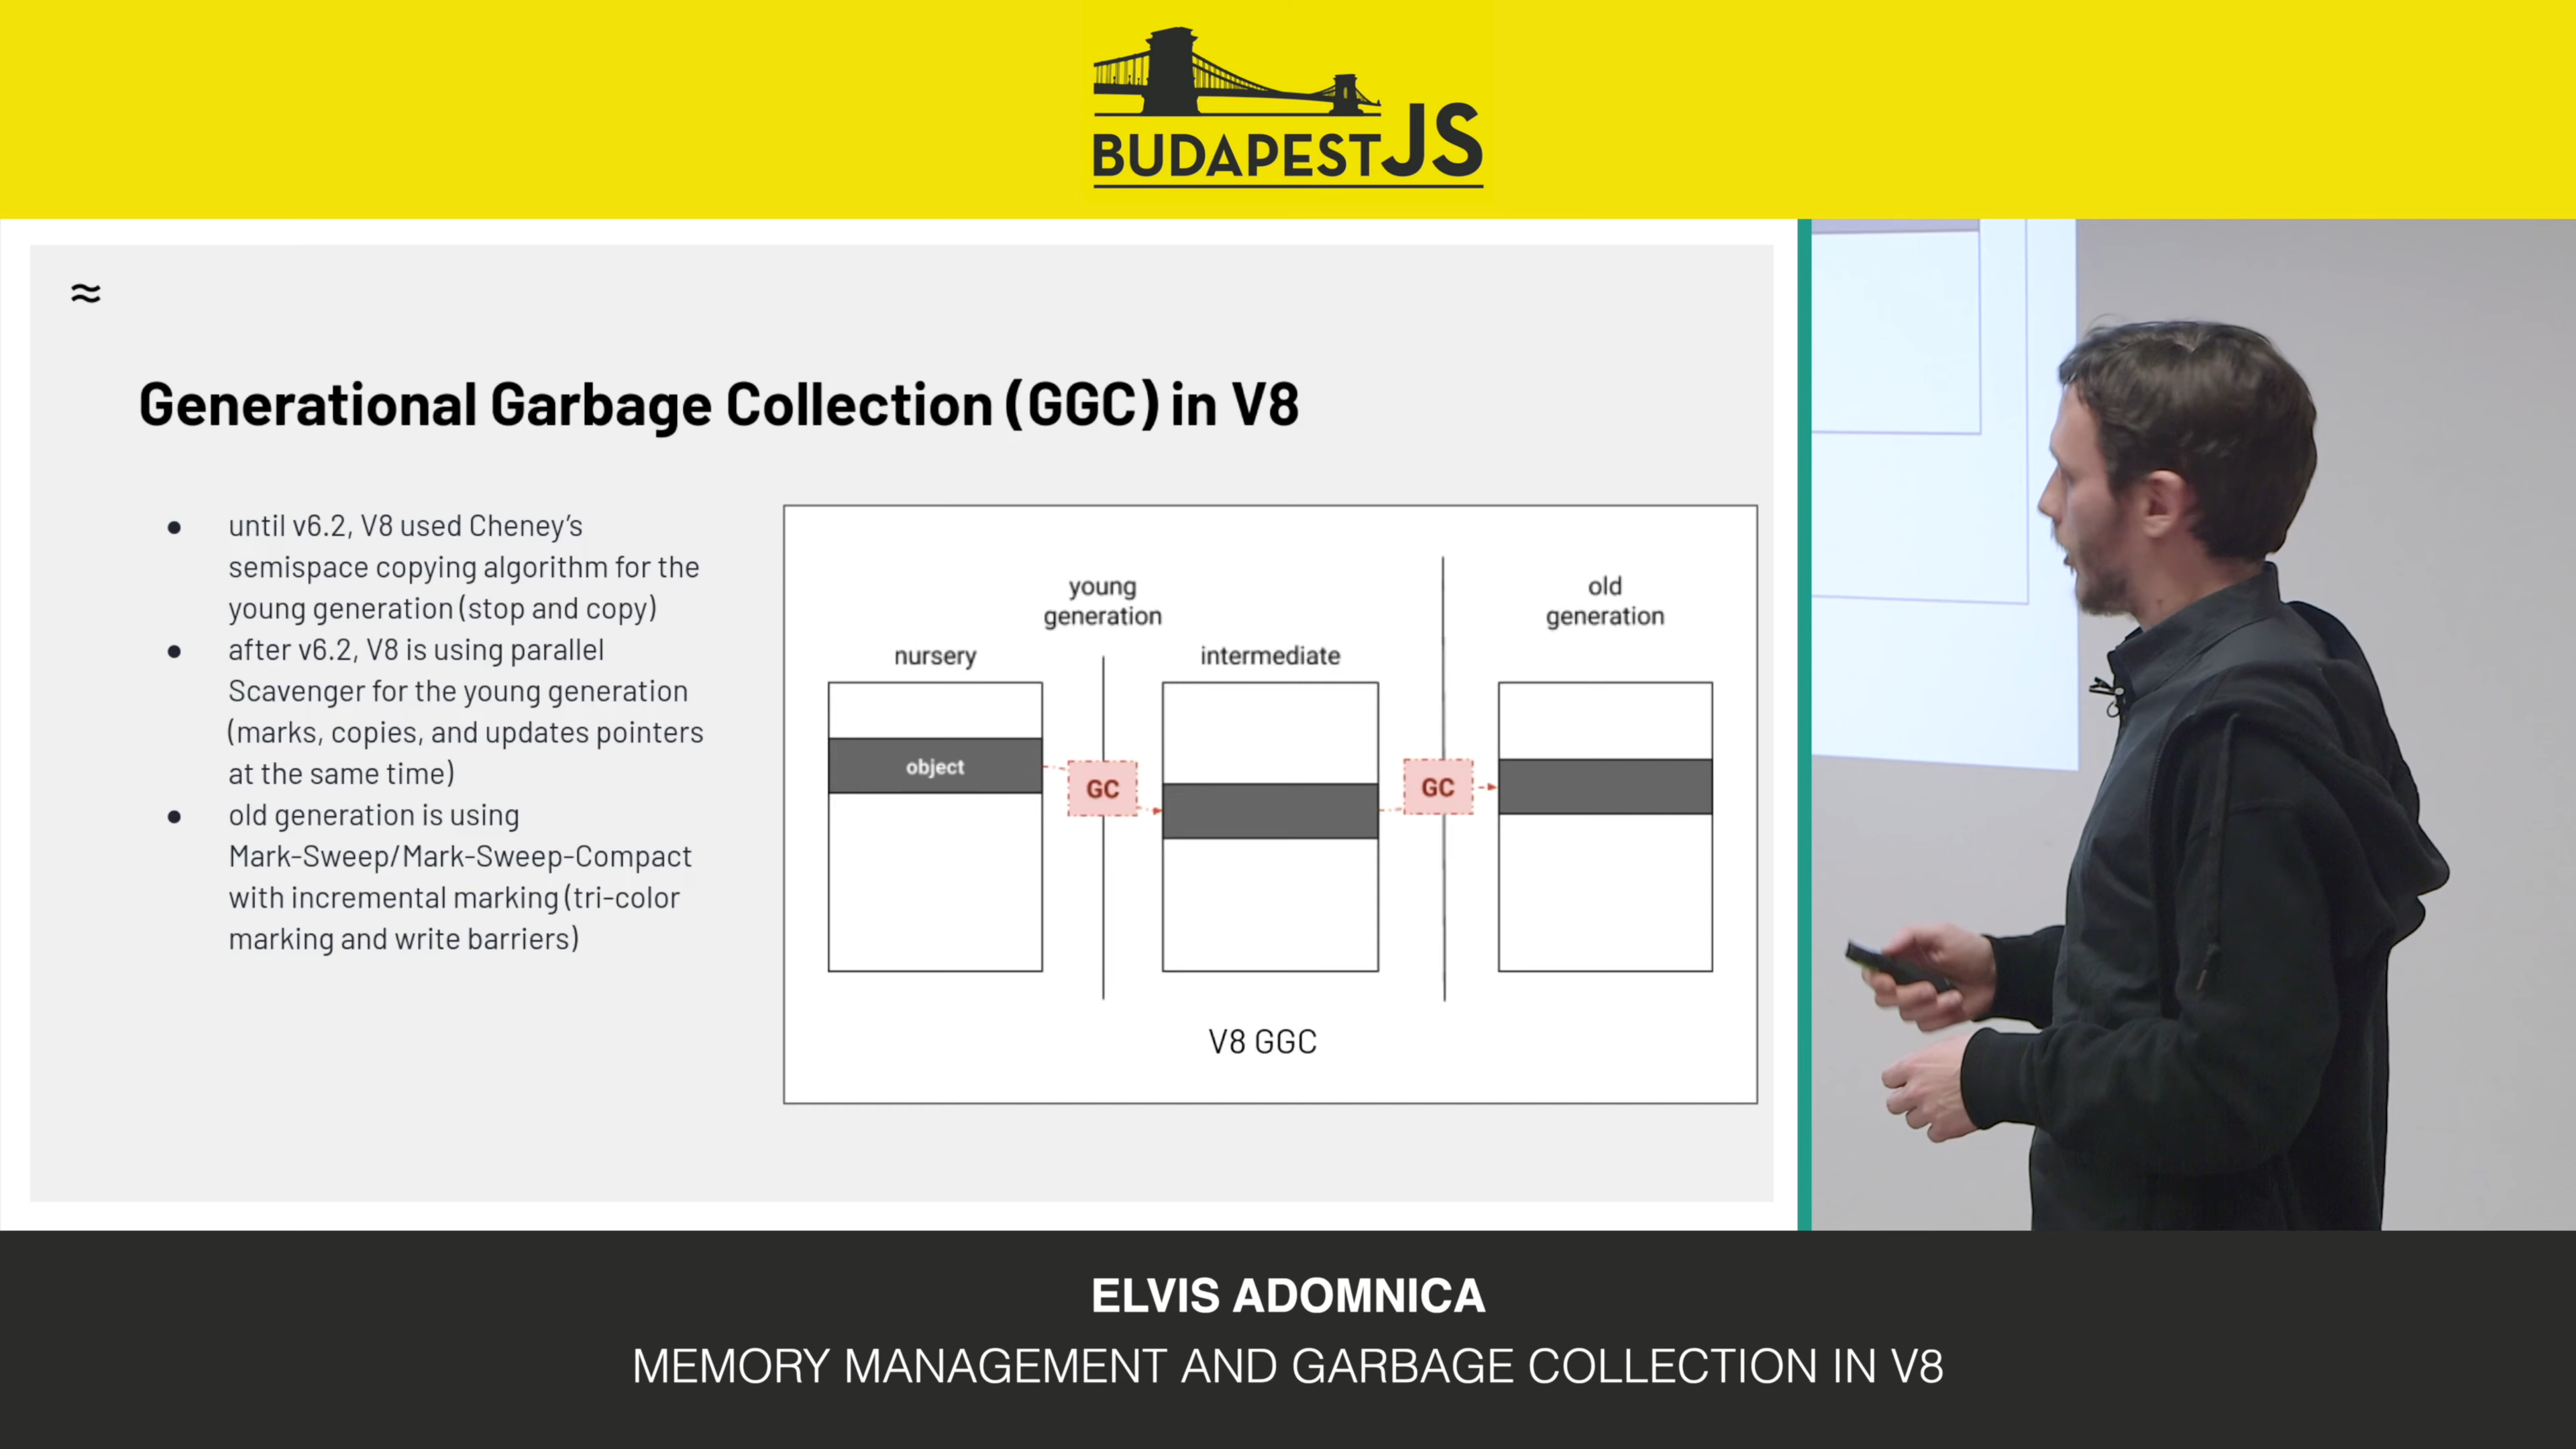 BUDAPESTJS
≈
Generational Garbage Collection (GGC) in V8
● until v6.2, V8 used Cheney's
semispace copying algorithm for the
young generation (stop and copy)
● after v6.2, V8 is using parallel
Scavenger for the young generation
(marks, copies, and updates pointers
at the same time)
● old generation is using
Mark-Sweep/Mark-Sweep-Compact
with incremental marking (tri-color
marking and write barriers)
young
generation
old
generation
nursery
intermediate
object
GC
GC
V8 GGC
ELVIS ADOMNICA
MEMORY MANAGEMENT AND GARBAGE COLLECTION IN V8